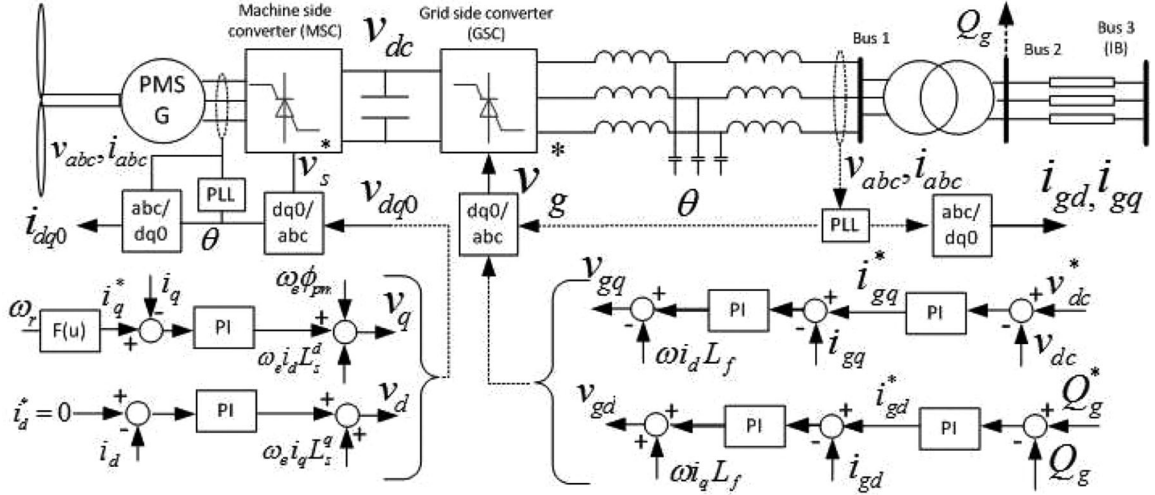 Machine side
converter (MSC)
Grid side converter
(GSC)
v_dc
Q_g
Bus 1
Bus 2
Bus 3
(IB)
PMS
G
v_abc, i_abc
v_s^*
*
PLL
abc/
dq0
θ
dq0/
abc
i_dq0
v_dq0
v_g
dq0/
abc
θ
v_abc, i_abc
PLL
abc/
dq0
i_gd, i_gq
ω_r
F(u)
i_q^*
i_q
-
+
PI
ω_e ϕ_pm
+
ω_e i_d L_s^d
v_q
i_d^* = 0
+
-
i_d
PI
+
+
ω_e i_q L_s^q
v_d
v_gq
+
-
ω i_d L_f
PI
+
-
i_gq
i_gq^*
PI
+
-
v_dc^*
v_dc
v_gd
+
+
ω i_q L_f
PI
+
-
i_gd
i_gd^*
PI
+
-
Q_g^*
Q_g